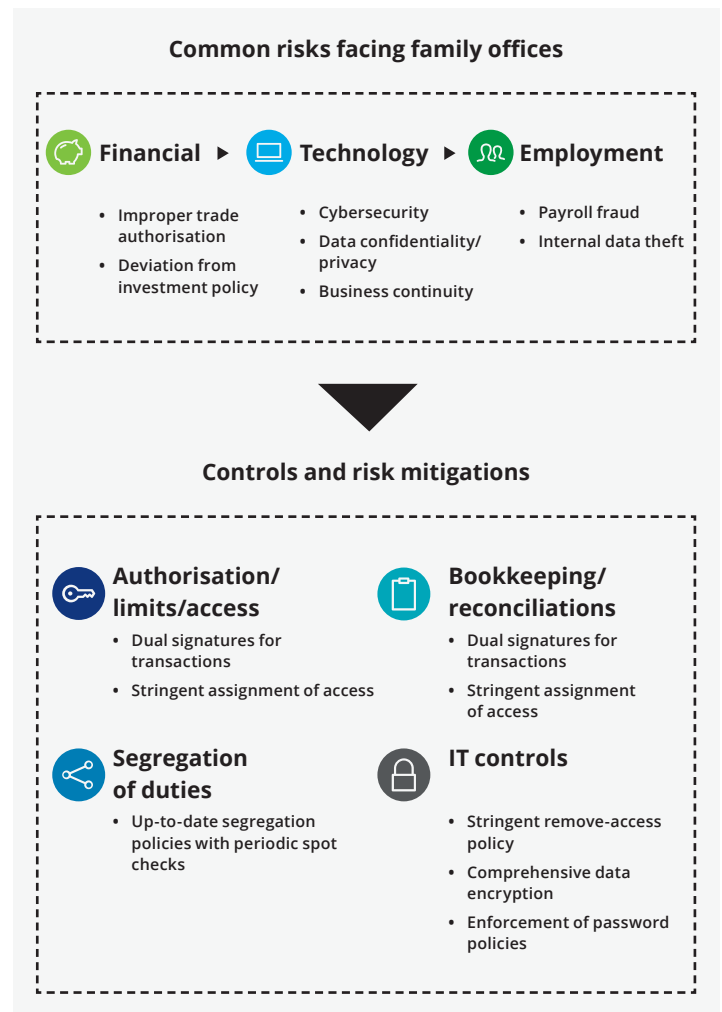 Common risks facing family offices
Financial
• Improper trade
authorisation
• Deviation from
investment policy
Technology
• Cybersecurity
• Data confidentiality/
privacy
• Business continuity
Employment
• Payroll fraud
• Internal data theft
Controls and risk mitigations
Authorisation/
limits/access
• Dual signatures for
transactions
• Stringent assignment of access
Bookkeeping/
reconciliations
• Dual signatures for
transactions
• Stringent assignment
of access
Segregation
of duties
• Up-to-date segregation
policies with periodic spot
checks
IT controls
• Stringent remove-access
policy
• Comprehensive data
encryption
• Enforcement of password
policies